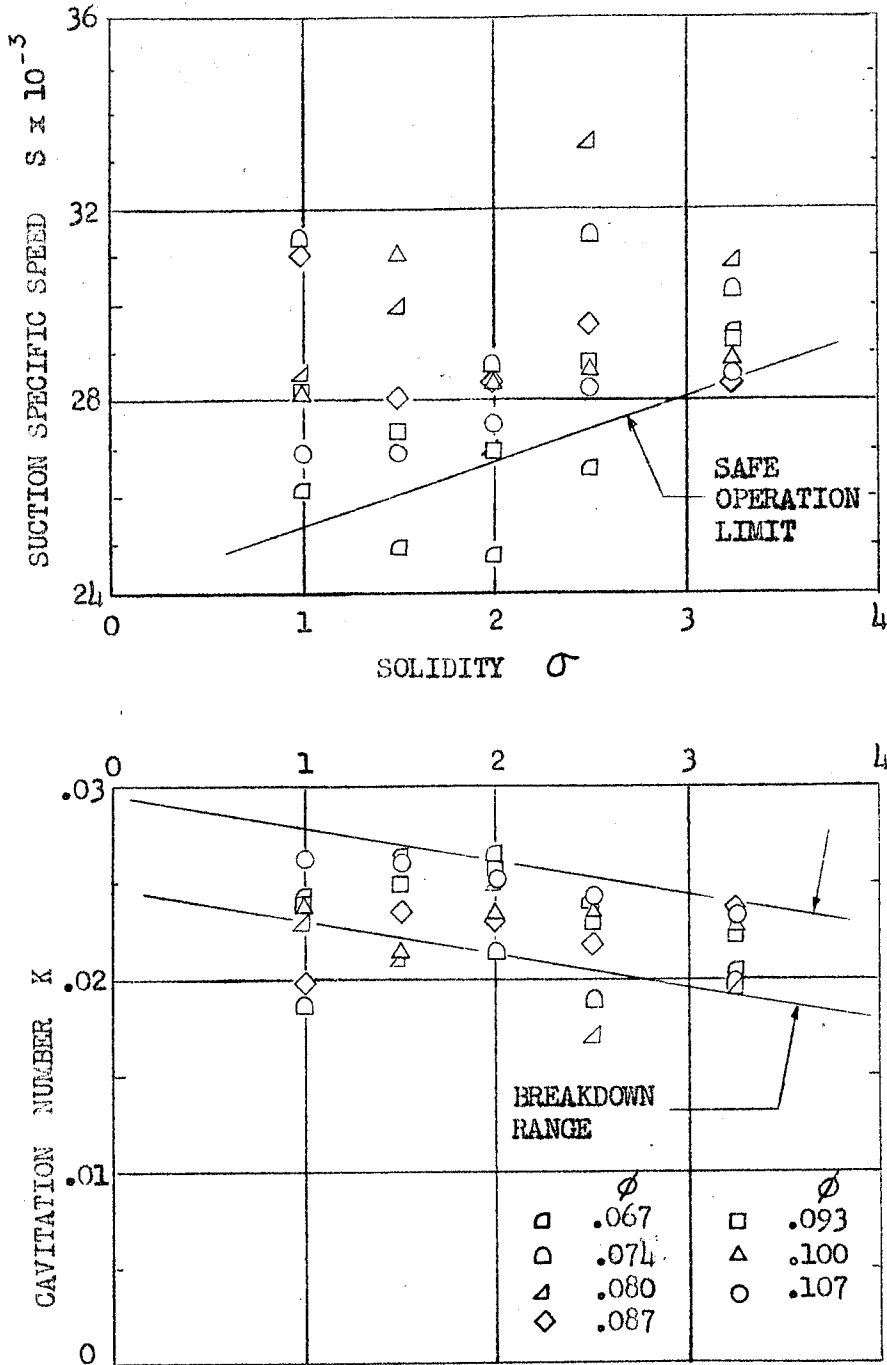 SUCTION SPECIFIC SPEED S x 10⁻³
36
32
28
24
0 1 2 3 4
SOLIDITY σ
SAFE
OPERATION
LIMIT
0 1 2 3 4
CAVITATION NUMBER K
.03
.02
.01
0
BREAKDOWN
RANGE
ϕ ϕ
.067 .093
.074 .100
.080 .107
.087